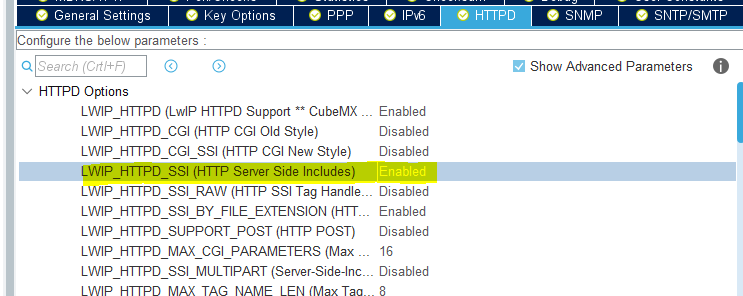 General Settings Key Options PPP IPv6 HTTPD SNMP SNTP/SMTP
Configure the below parameters :
Search (CrtI+F) Show Advanced Parameters
HTTPD Options
LWIP_HTTPD (LwIP HTTPD Support ** CubeMX ... Enabled
LWIP_HTTPD_CGI (HTTP CGI Old Style) Disabled
LWIP_HTTPD_CGI_SSI (HTTP CGI New Style) Disabled
LWIP_HTTPD_SSI (HTTP Server Side Includes) Enabled
LWIP_HTTPD_SSI_RAW (HTTP SSI Tag Handle... Disabled
LWIP_HTTPD_SSI_BY_FILE_EXTENSION (HTT... Enabled
LWIP_HTTPD_SUPPORT_POST (HTTP POST) Disabled
LWIP_HTTPD_MAX_CGI_PARAMETERS (Max ... 16
LWIP_HTTPD_SSI_MULTIPART (Server-Side-Inc... Disabled
LWIP_HTTPD_MAX_TAG_NAME_LEN (Max Tag... 8